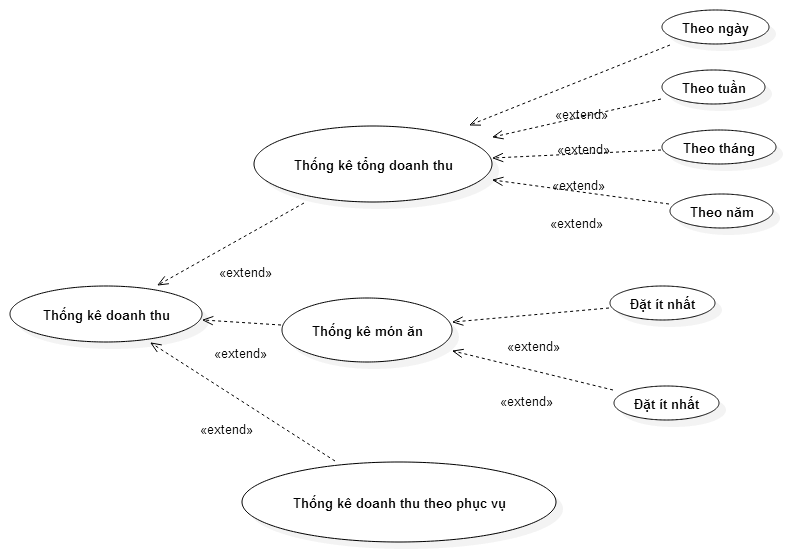 Theo ngày
Theo tuần
«extend»
Theo tháng
«extend»
Thống kê tổng doanh thu
«extend»
Theo năm
«extend»
«extend»
Đặt ít nhất
Thống kê doanh thu
Thống kê món ăn
«extend»
«extend»
«extend»
Đặt ít nhất
«extend»
Thống kê doanh thu theo phục vụ